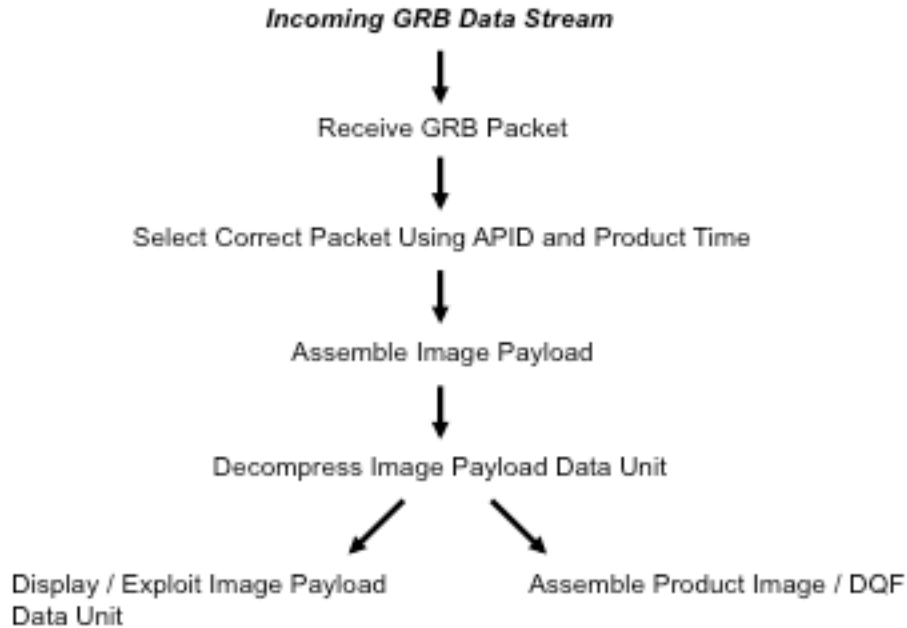 Incoming GRB Data Stream
Receive GRB Packet
Select Correct Packet Using APID and Product Time
Assemble Image Payload
Decompress Image Payload Data Unit
Display / Exploit Image Payload
Data Unit
Assemble Product Image / DQF